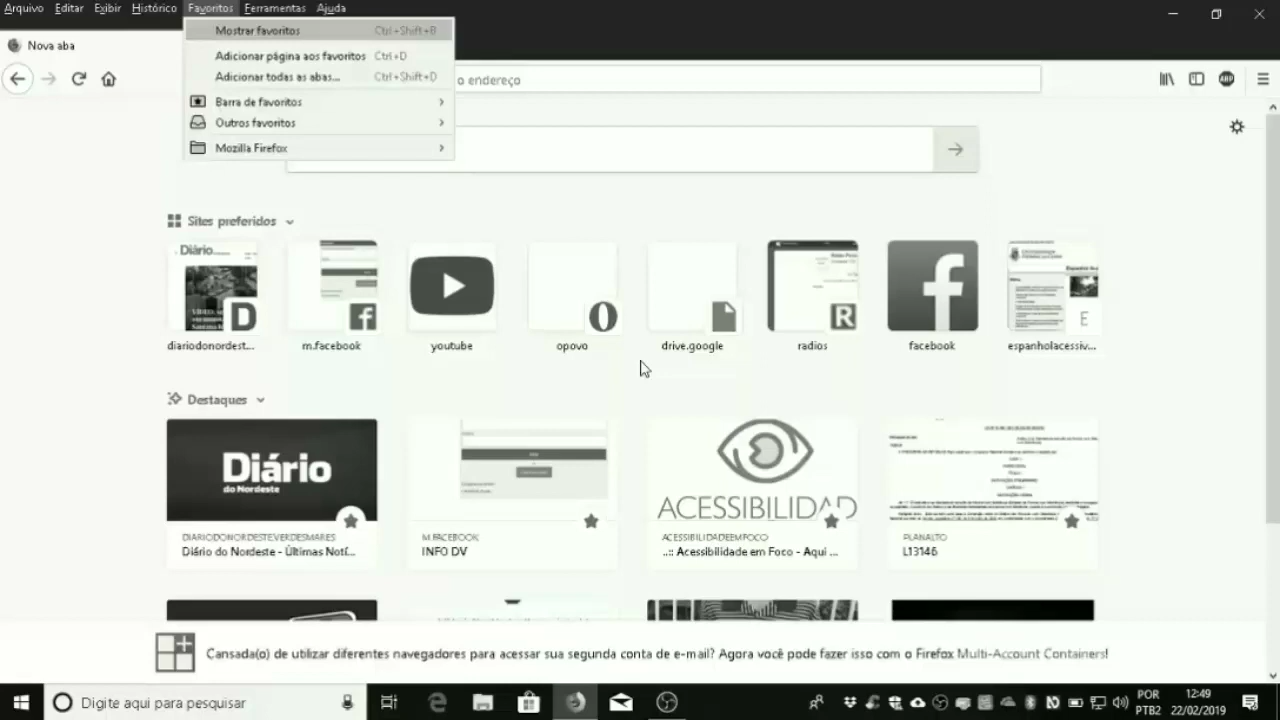 Arquivo Editar Exibir Histórico Favoritos Ferramentas Ajuda
Mostrar favoritos Ctrl+Shift+B
Nova aba
Adicionar página aos favoritos Ctrl+D
Adicionar todas as abas... Ctrl+Shift+D
o endereço
Barra de favoritos
Outros favoritos
Mozilla Firefox
Sites preferidos
Diário
diariodonordest... m.facebook youtube opovo drive.google radios facebook espanholacessiv...
Destaques
Diário
do Nordeste
ACESSIBILIDAD
DIARIODONORDESTEVERDESMARES
Diário do Nordeste - Últimas Notí...
M.FACEBOOK
INFO DV
ACESSIBILIDADEEMFOCO
..:: Acessibilidade em Foco - Aqui ...
PLANALTO
L13146
Cansada(o) de utilizar diferentes navegadores para acessar sua segunda conta de e-mail? Agora você pode fazer isso com o Firefox Multi-Account Containers!
Digite aqui para pesquisar
POR
PTB2
12:49
22/02/2019